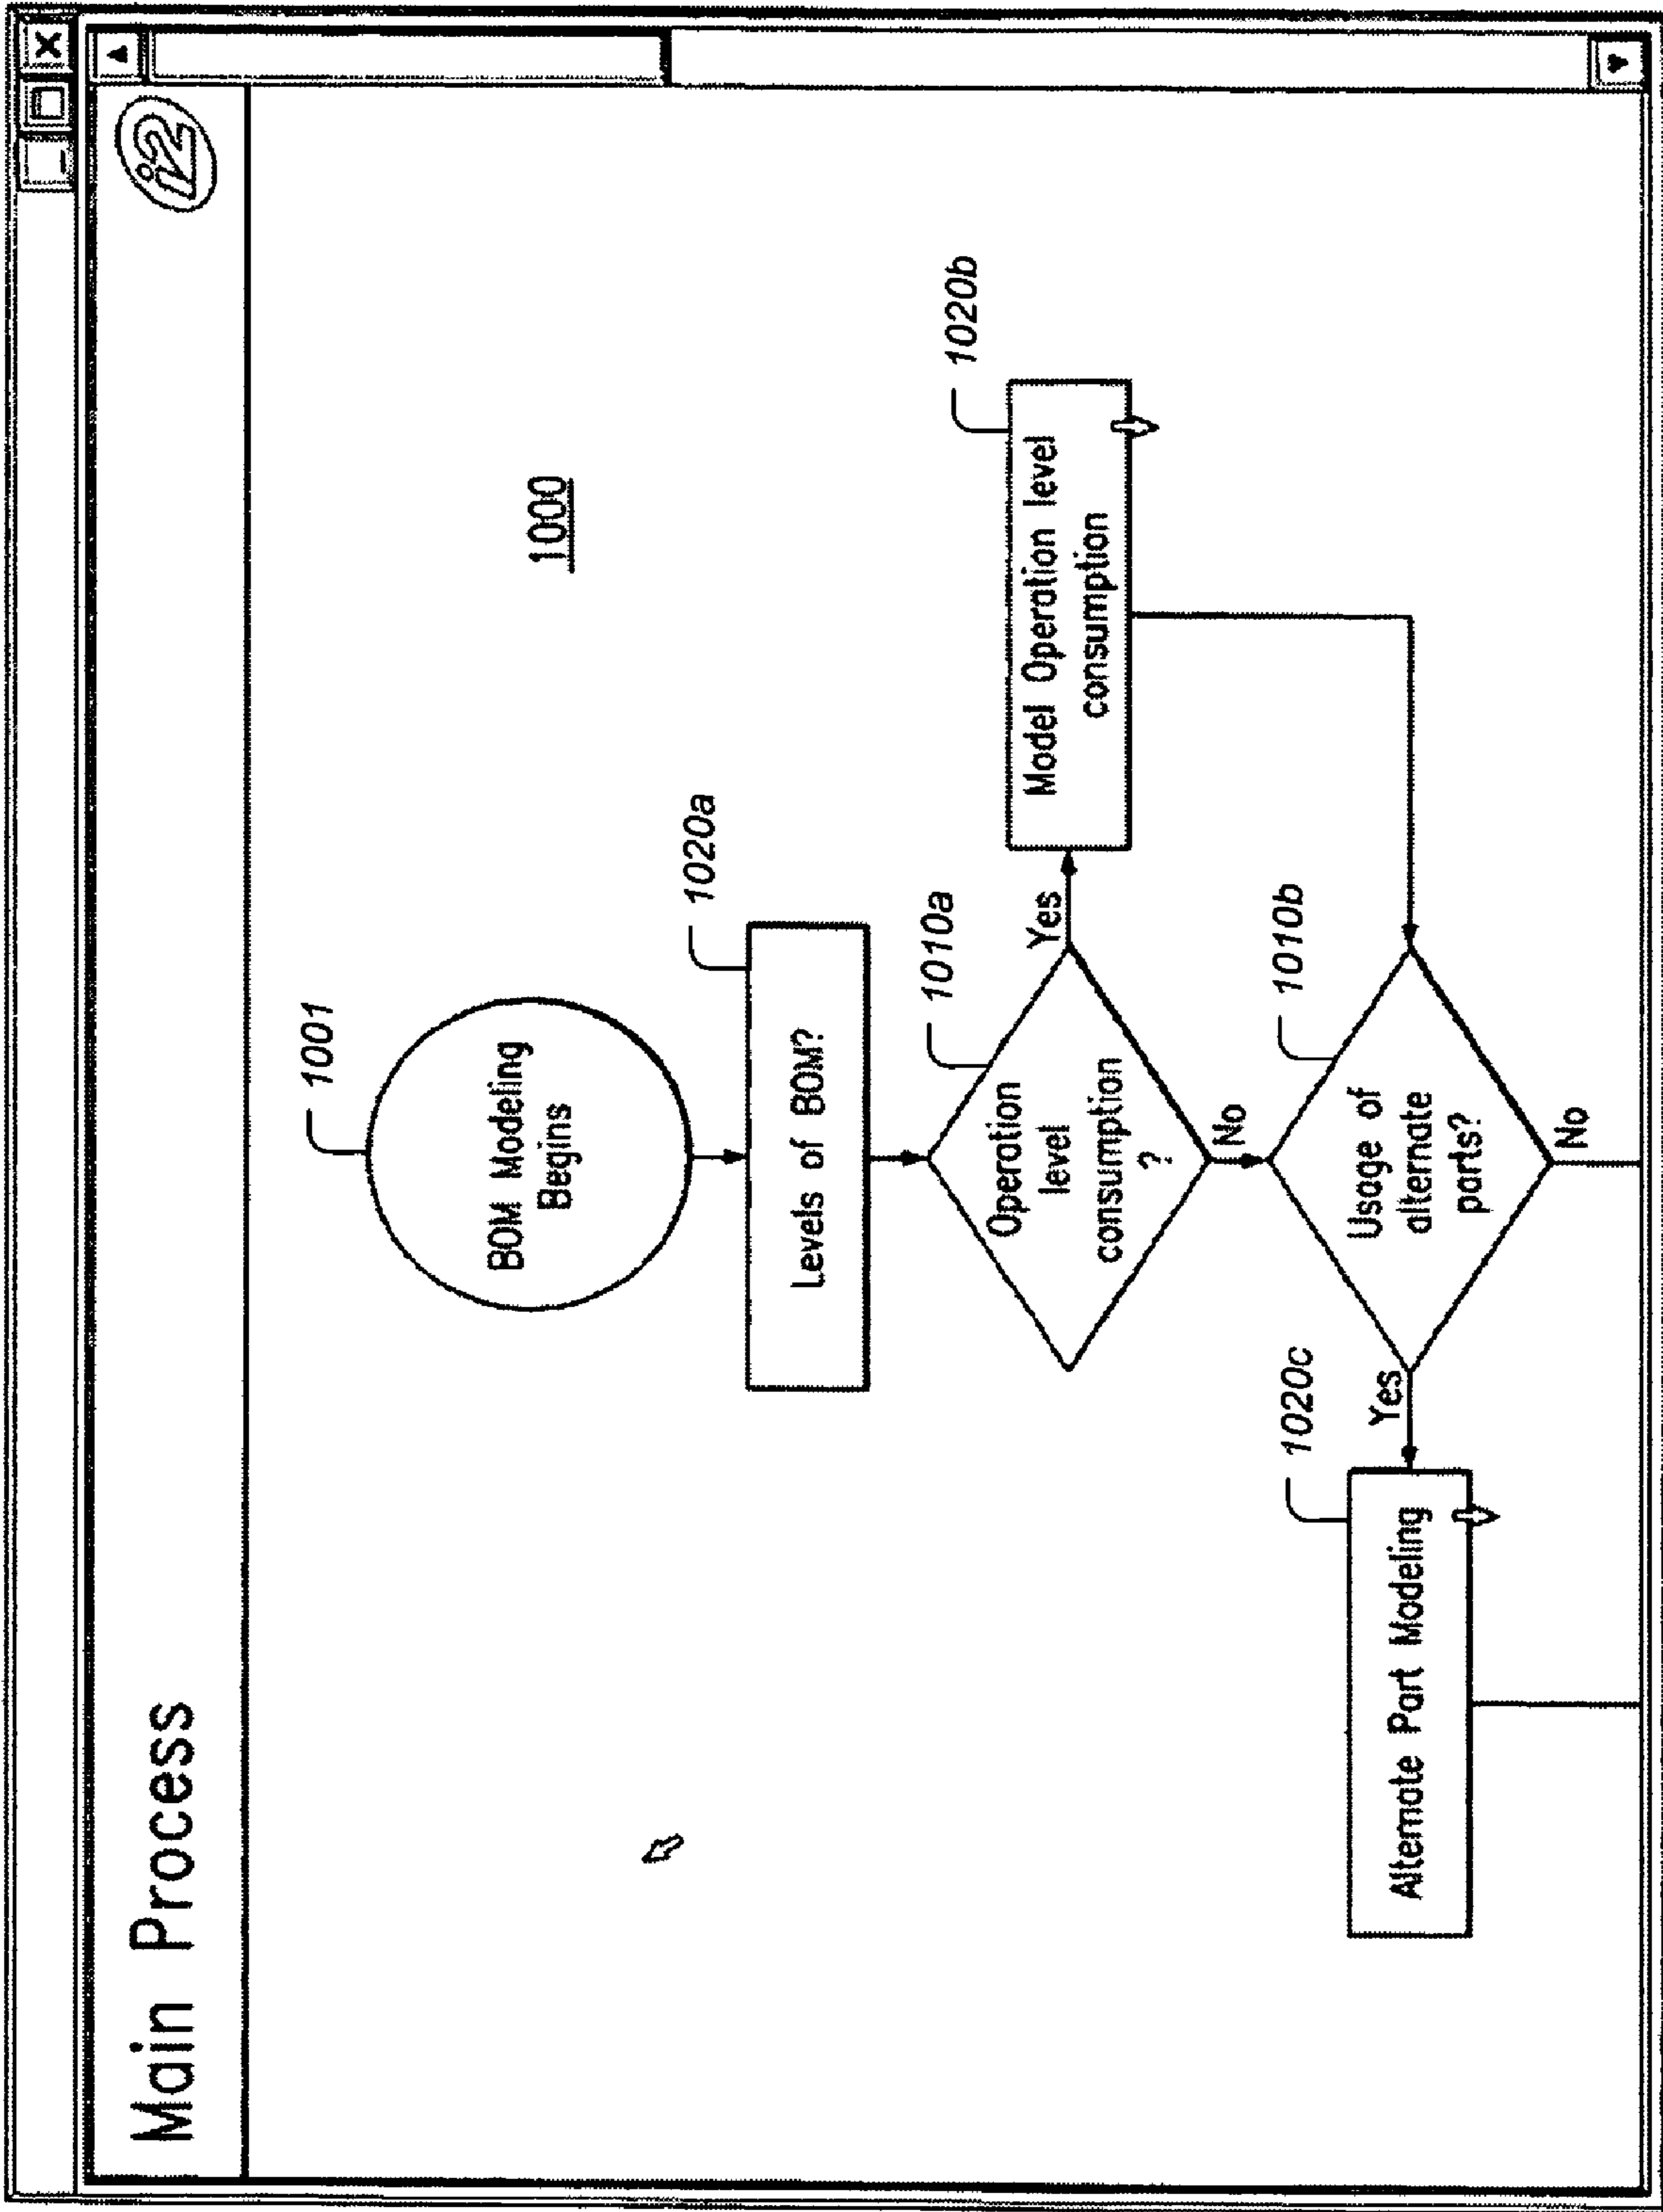 Main Process
i2
1000
1001
BOM Modeling
Begins
1020a
Levels of BOM?
1010a
Operation
level
consumption
?
Yes
1020b
Model Operation level
consumption
No
1010b
Usage of
alternate
parts?
Yes
1020c
Alternate Part Modeling
No